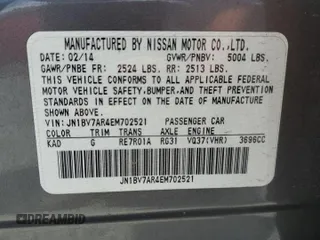 MANUFACTURED BY NISSAN MOTOR CO.,LTD.
DATE: 02/14 GVWR/PNBV: 5004 LBS.
GAWR/PNBE FR: 2524 LBS. RR: 2513 LBS.
THIS VEHICLE CONFORMS TO ALL APPLICABLE FEDERAL
MOTOR VEHICLE SAFETY,BUMPER,AND THEFT PREVENTION
STANDARDS IN EFFECT ON THE DATE OF MANUFACTURE
SHOWN ABOVE.
VIN:JN1BV7AR4EM702521 PASSENGER CAR
COLOR TRIM TRANS AXLE ENGINE
KAD G RE7R01A RG31 VQ37(VHR) 3696CC
JN1BV7AR4EM702521
DREAMBID